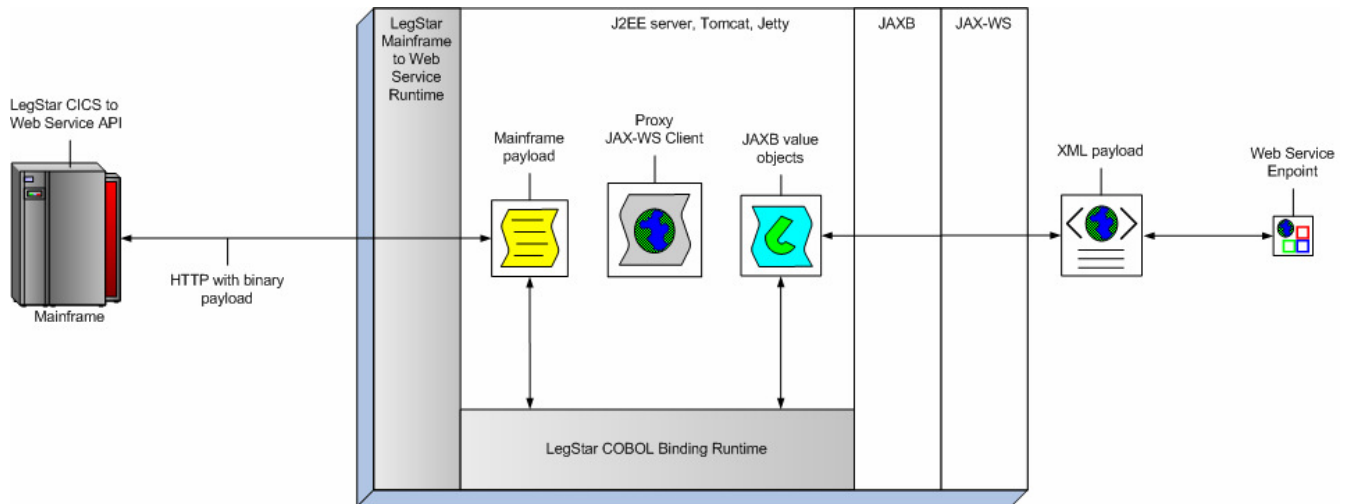 LegStar
Mainframe
to Web
Service
Runtime
J2EE server, Tomcat, Jetty
JAXB
JAX-WS
LegStar CICS to
Web Service API
Mainframe
payload
Proxy
JAX-WS Client
JAXB value
objects
XML payload
Web Service
Enpoint
HTTP with binary
payload
Mainframe
LegStar COBOL Binding Runtime